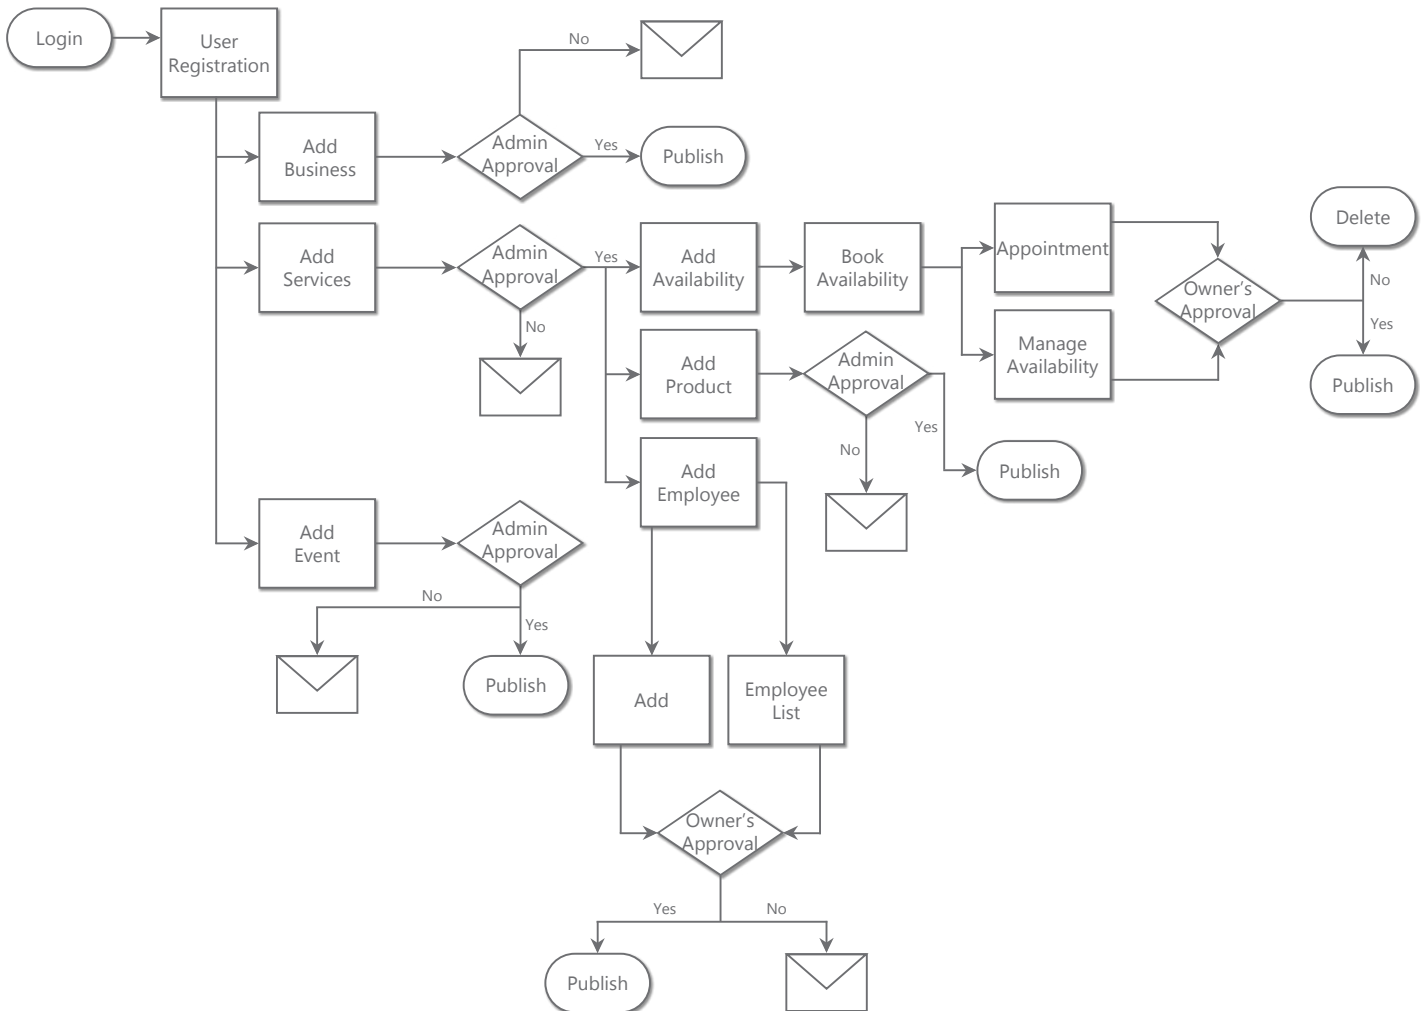 Login
User
Registration
No
Add
Business
Admin
Approval
Yes
Publish
Add
Services
Admin
Approval
Yes
No
Add
Availability
Book
Availability
Appointment
Manage
Availability
Owner's
Approval
Delete
No
Yes
Publish
Add
Product
Admin
Approval
No
Yes
Publish
Add
Employee
Add
Event
Admin
Approval
No
Yes
Publish
Add
Employee
List
Owner's
Approval
Yes
No
Publish